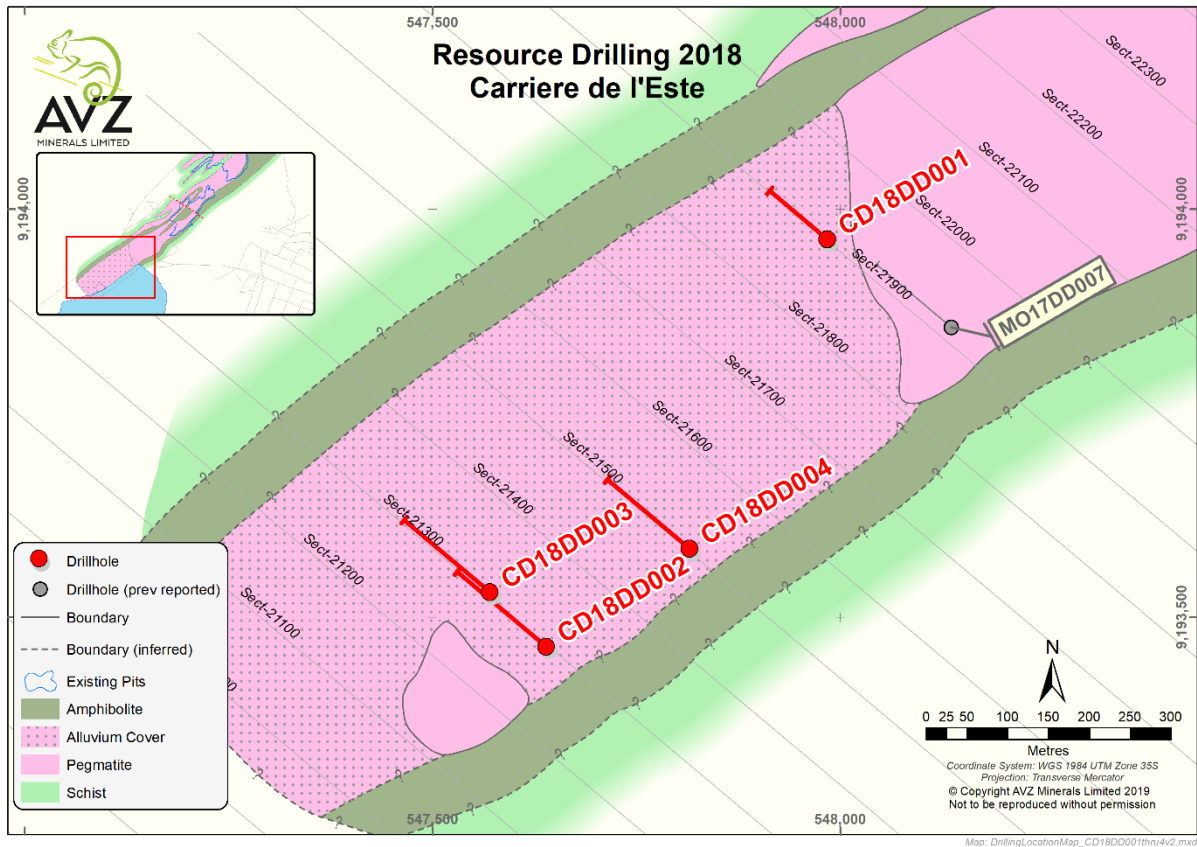 547,500
548,000
Resource Drilling 2018
Carriere de l'Este
AVZ
MINERALS LIMITED
9,194,000
9,194,000
Sect-22300
Sect-22200
Sect-22100
Sect-22000
Sect-21900
Sect-21800
Sect-21700
Sect-21600
Sect-21500
Sect-21400
Sect-21300
Sect-21200
Sect-21100
CD18DD001
MO17DD007
CD18DD004
CD18DD003
CD18DD002
9,193,500
Drillhole
Drillhole (prev reported)
Boundary
Boundary (inferred)
Existing Pits
Amphibolite
Alluvium Cover
Pegmatite
Schist
N
0 25 50 100 150 200 250 300
Metres
Coordinate System: WGS 1984 UTM Zone 35S
Projection: Transverse Mercator
© Copyright AVZ Minerals Limited 2019
Not to be reproduced without permission
547,500
548,000
Map: DrillingLocationMap_CD18DD001thru4v2.mxd